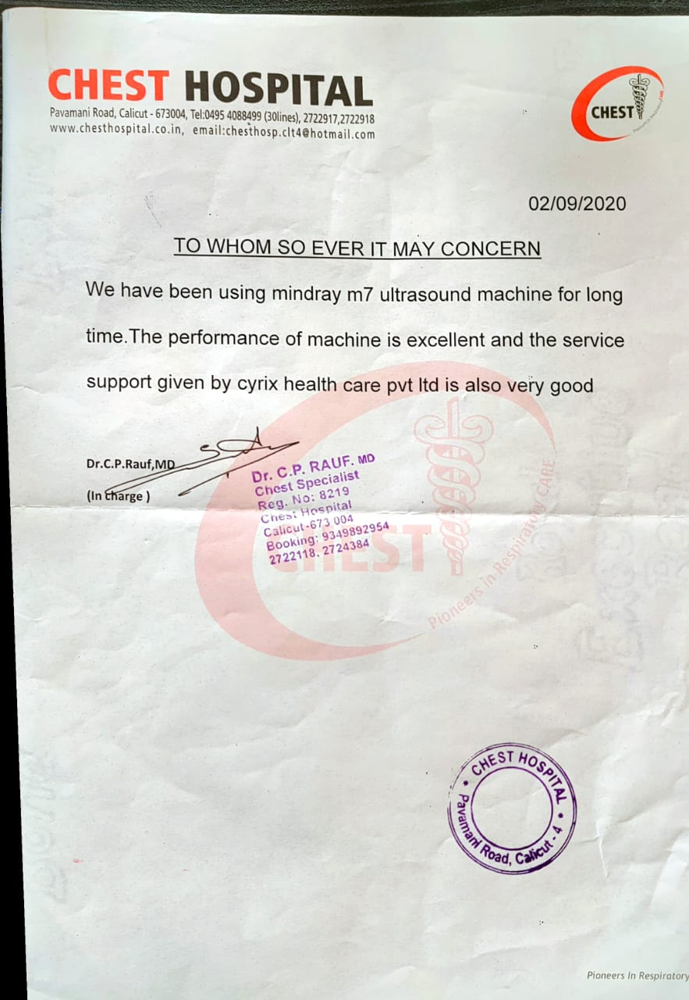 CHEST HOSPITAL
Pavamani Road, Calicut - 673004, Tel:0495 4088499 (30lines), 2722917,2722918
www.chesthospital.co.in, email:chesthosp.clt4@hotmail.com
CHEST
Pioneers in Respiratory CARE
02/09/2020
TO WHOM SO EVER IT MAY CONCERN
We have been using mindray m7 ultrasound machine for long
time.The performance of machine is excellent and the service
support given by cyrix health care pvt ltd is also very good
Dr.C.P.Rauf,MD
(In charge )
Dr. C.P. RAUF. MD
Chest Specialist
Reg. No: 8219
Chest Hospital
Calicut-673 004
Booking: 9349892954
2722118, 2724384
CHEST
Pioneers in Respiratory CARE
CHEST HOSPITAL
Pavamani Road, Calicut - 4
Pioneers In Respiratory